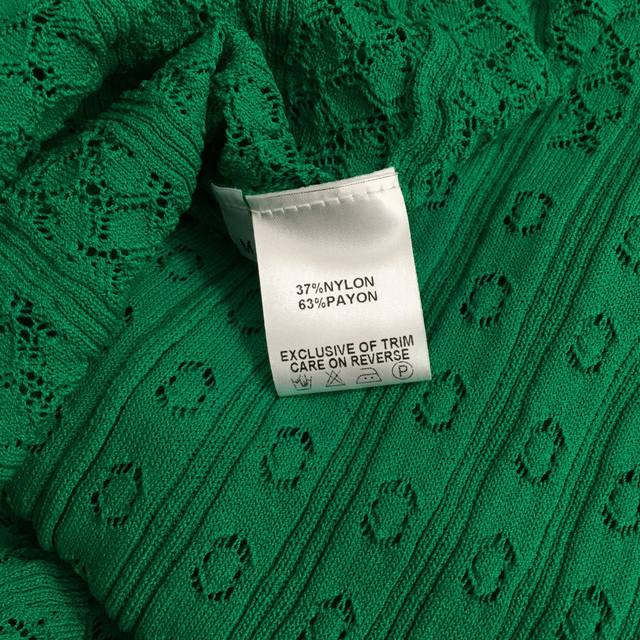 37%NYLON
63%PAYON
EXCLUSIVE OF TRIM
CARE ON REVERSE
P